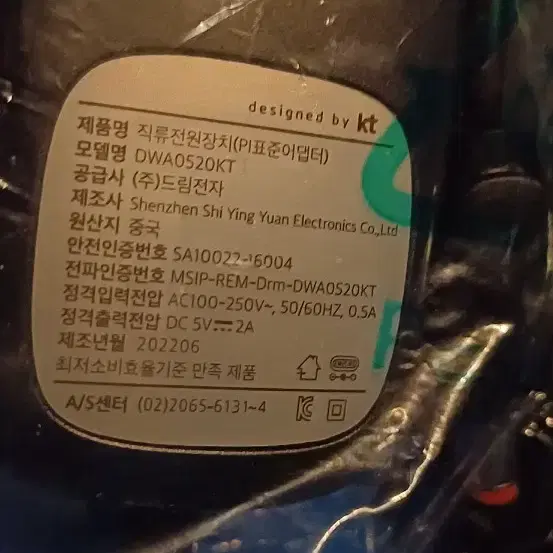 designed by kt
제품명 직류전원장치(PI표준어댑터)
모델명 DWA0520KT
공급사 (주)드림전자
제조사 Shenzhen Shi Ying Yuan Electronics Co.,Ltd
원산지 중국
안전인증번호 SA10022-16004
전파인증번호 MSIP-REM-Drm-DWA0520KT
정격입력전압 AC100-250V~, 50/60HZ, 0.5A
정격출력전압 DC 5V⎓2A
제조년월 202206
최저소비효율기준 만족 제품
A/S센터 (02)2065-6131~4